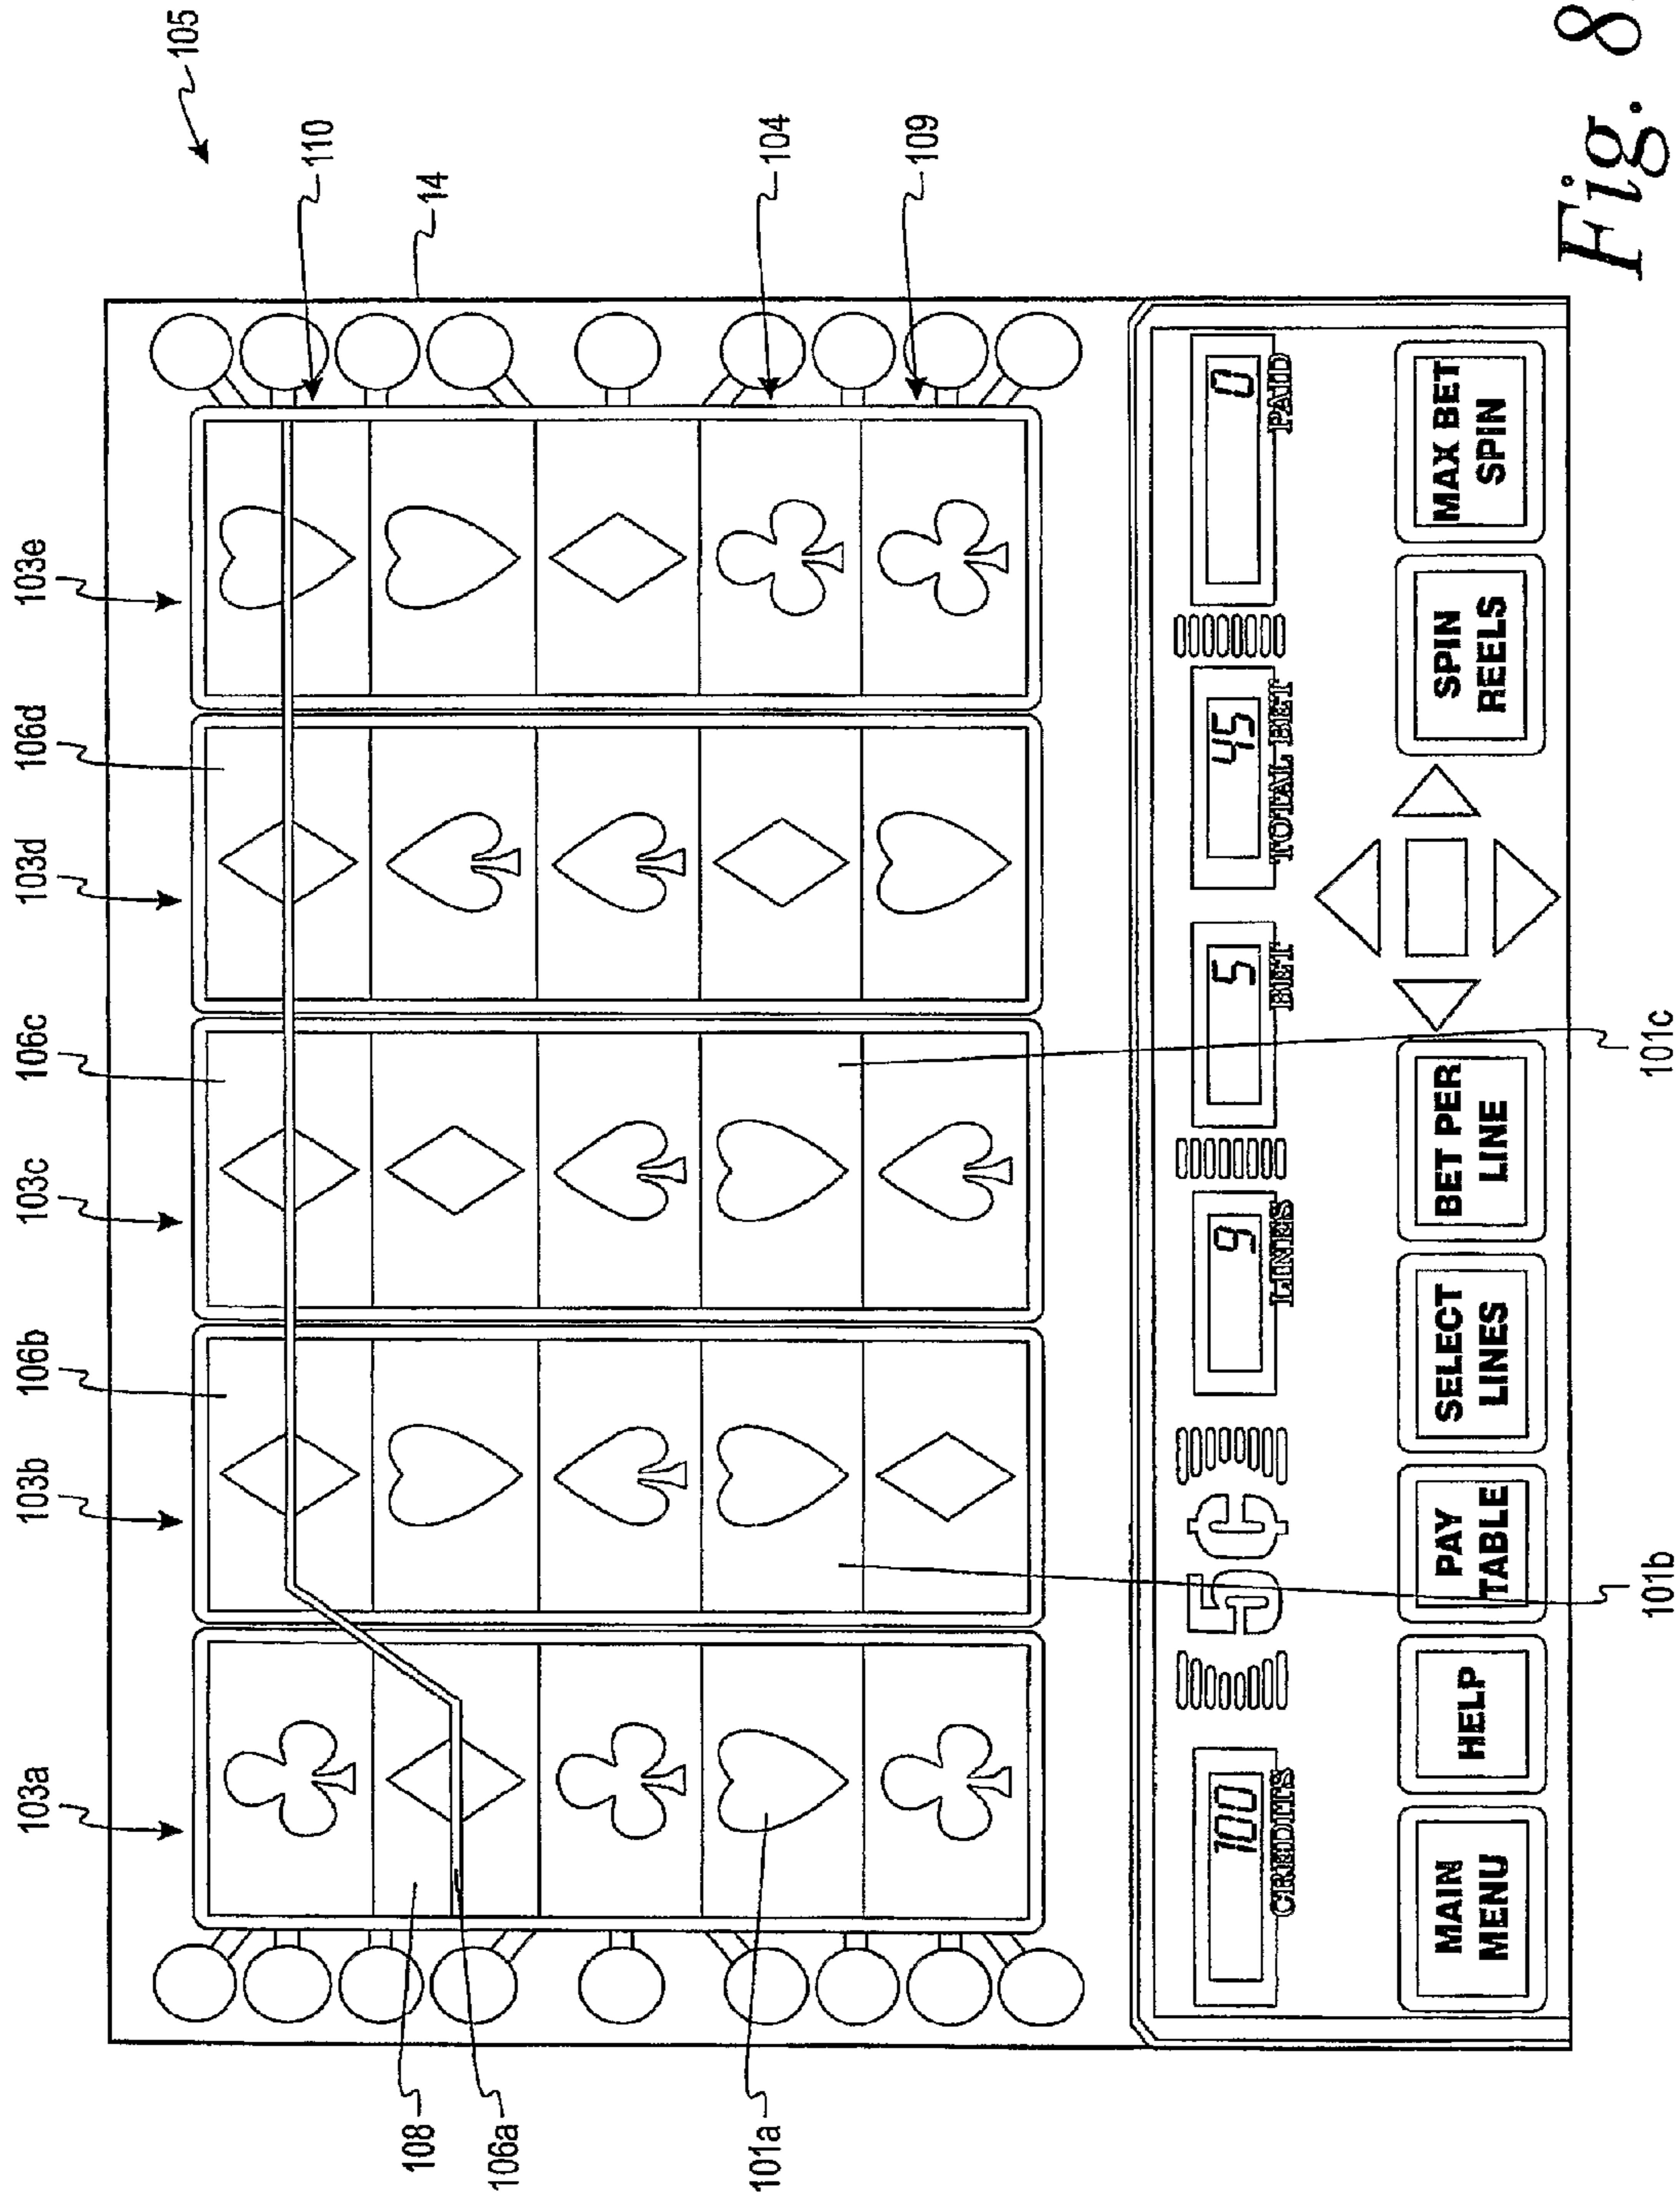 105
103a
103b
106b
103c
106c
103d
106d
103e
110
14
108
106a
104
101a
109
100
5¢
9
5
45
0
CREDITS
LINES
BET
TOTAL BET
PAID
MAIN
MENU
HELP
PAY
TABLE
SELECT
LINES
BET PER
LINE
SPIN
REELS
MAX BET
SPIN
101b
101c
Fig. 8